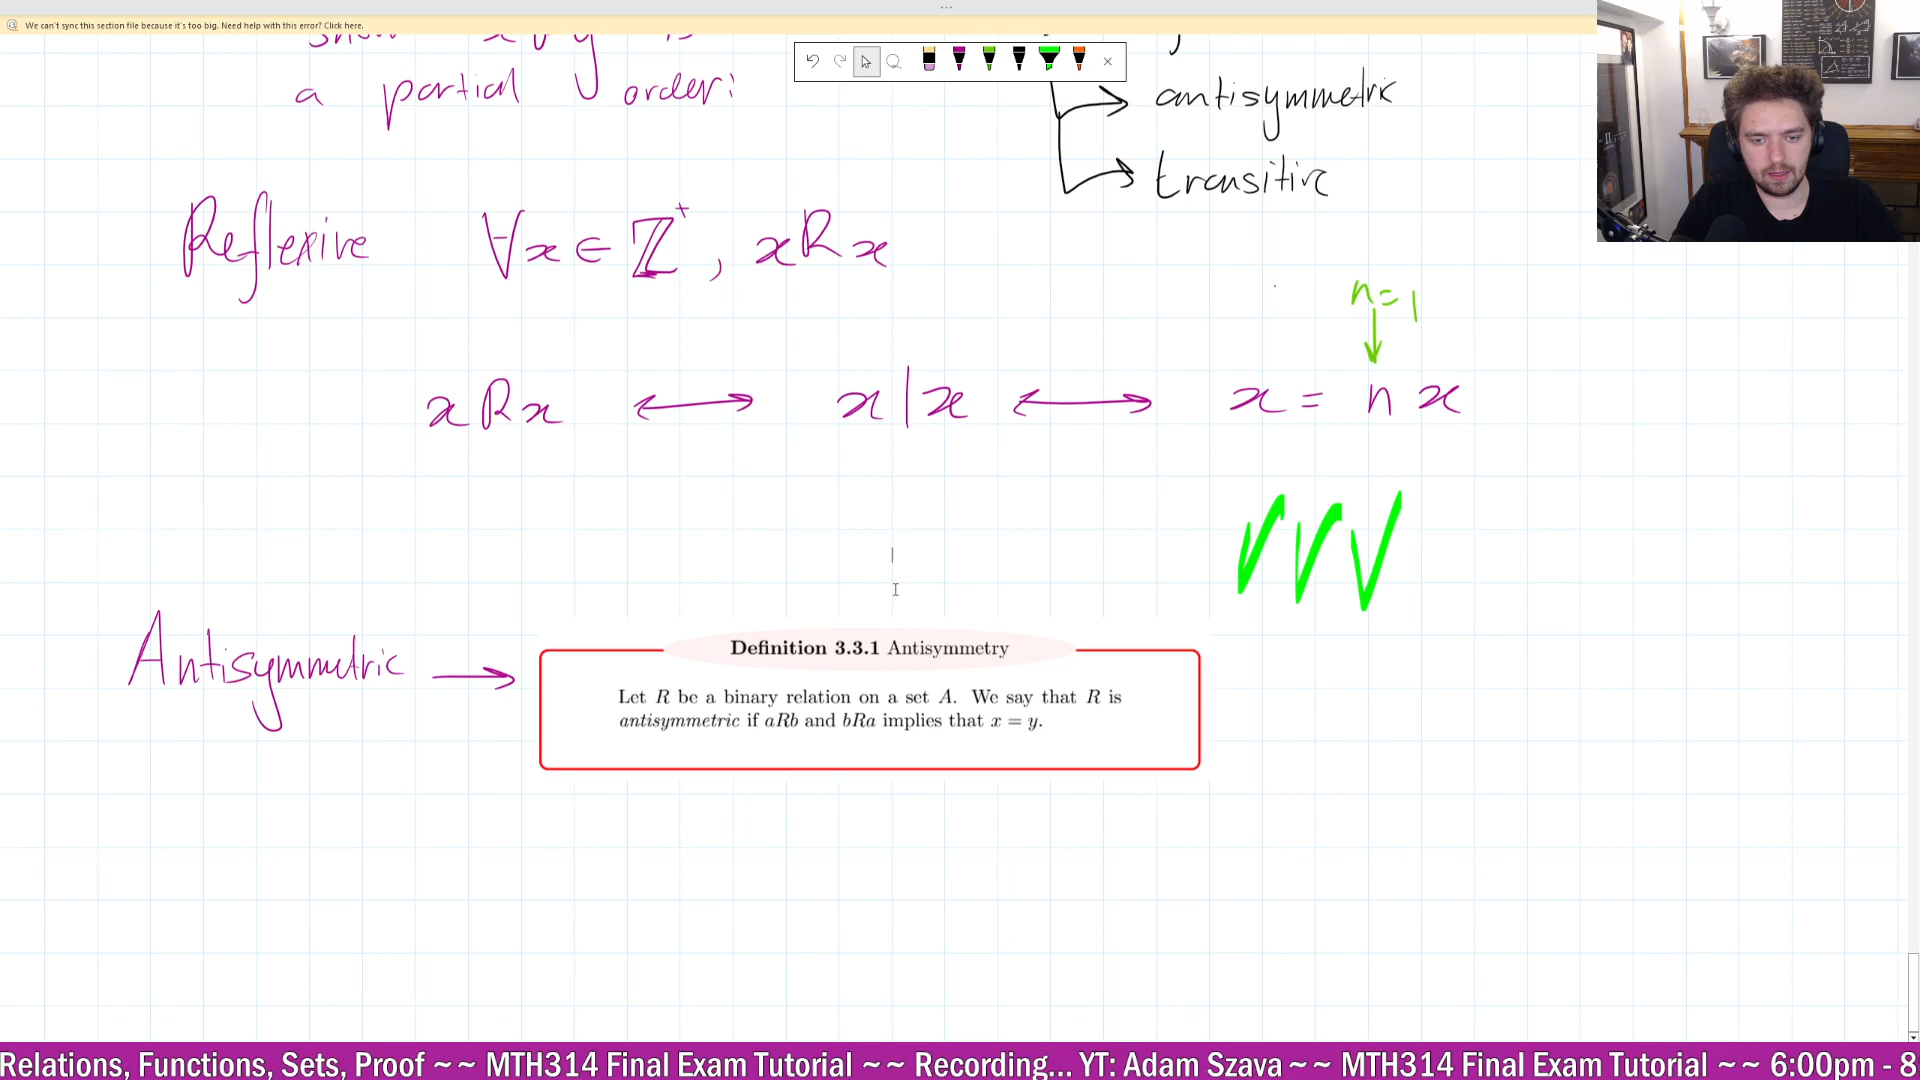 We can't sync this section file because it's too big. Need help with this error? Click here.
show x | y is
a partial order:
antisymmetric
transitive
Reflexive ∀x ∈ ℤ⁺, xRx
n=1
xRx ⟷ x|x ⟷ x = nx
Antisymmetric →
Definition 3.3.1 Antisymmetry
Let R be a binary relation on a set A. We say that R is
antisymmetric if aRb and bRa implies that x = y.
Relations, Functions, Sets, Proof ~~ MTH314 Final Exam Tutorial ~~ Recording... YT: Adam Szava ~~ MTH314 Final Exam Tutorial ~~ 6:00pm - 8